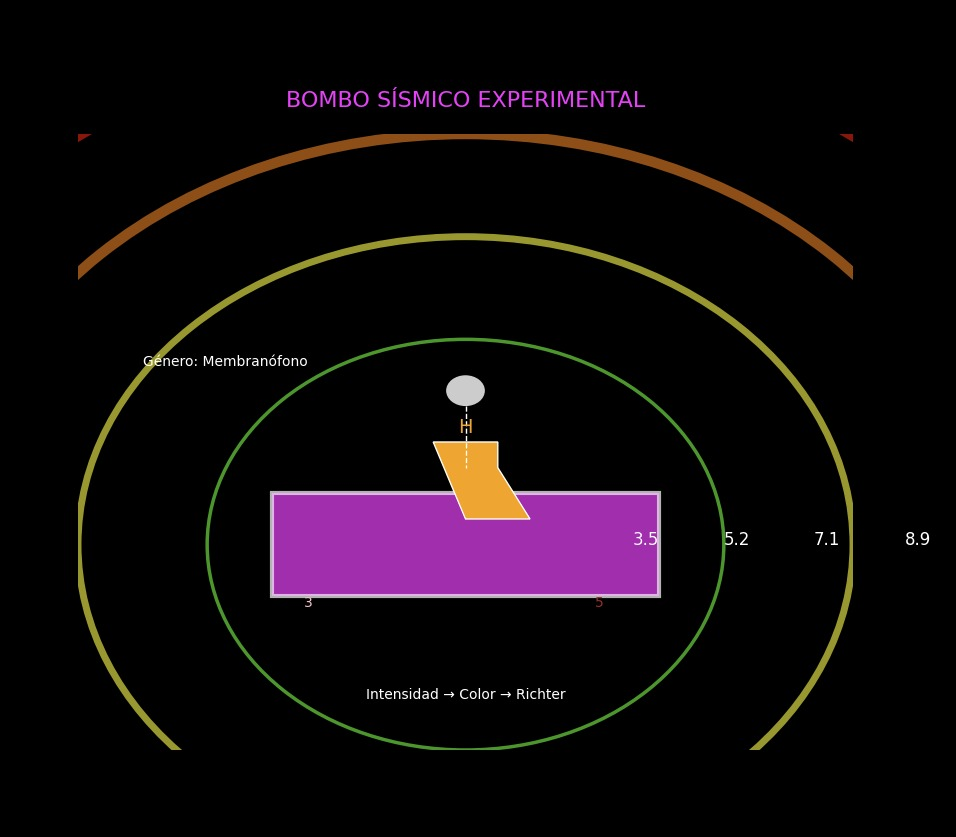 BOMBO SÍSMICO EXPERIMENTAL
Género: Membranófono
H
3.5 5.2 7.1 8.9
3 5
Intensidad → Color → Richter